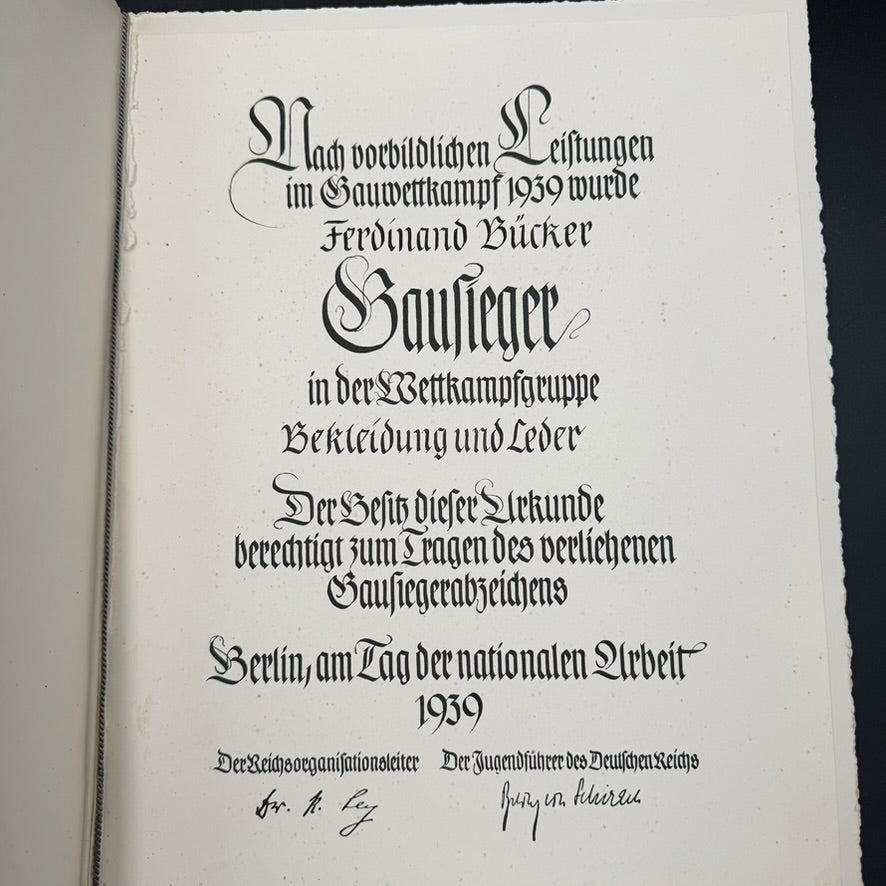 Nach vorbildlichen Leiſtungen
im Gauwettkampf 1939 wurde
Ferdinand Bücker
Gauſieger
in der Wettkampfgruppe
Bekleidung und Leder
Der Beſitz dieſer Urkunde
berechtigt zum Tragen des verliehenen
Gauſiegerabzeichens
Berlin, am Tag der nationalen Arbeit
1939
Der Reichsorganiſationsleiter Der Jugendführer des Deutſchen Reichs
Dr. R. Ley Baldur von Schirach